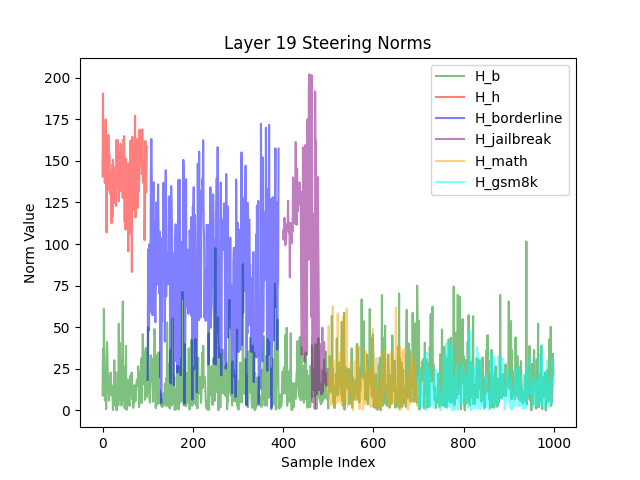 Layer 19 Steering Norms
H_b
H_h
H_borderline
H_jailbreak
H_math
H_gsm8k
Norm Value
200
175
150
125
100
75
50
25
0
0
200
400
600
800
1000
Sample Index